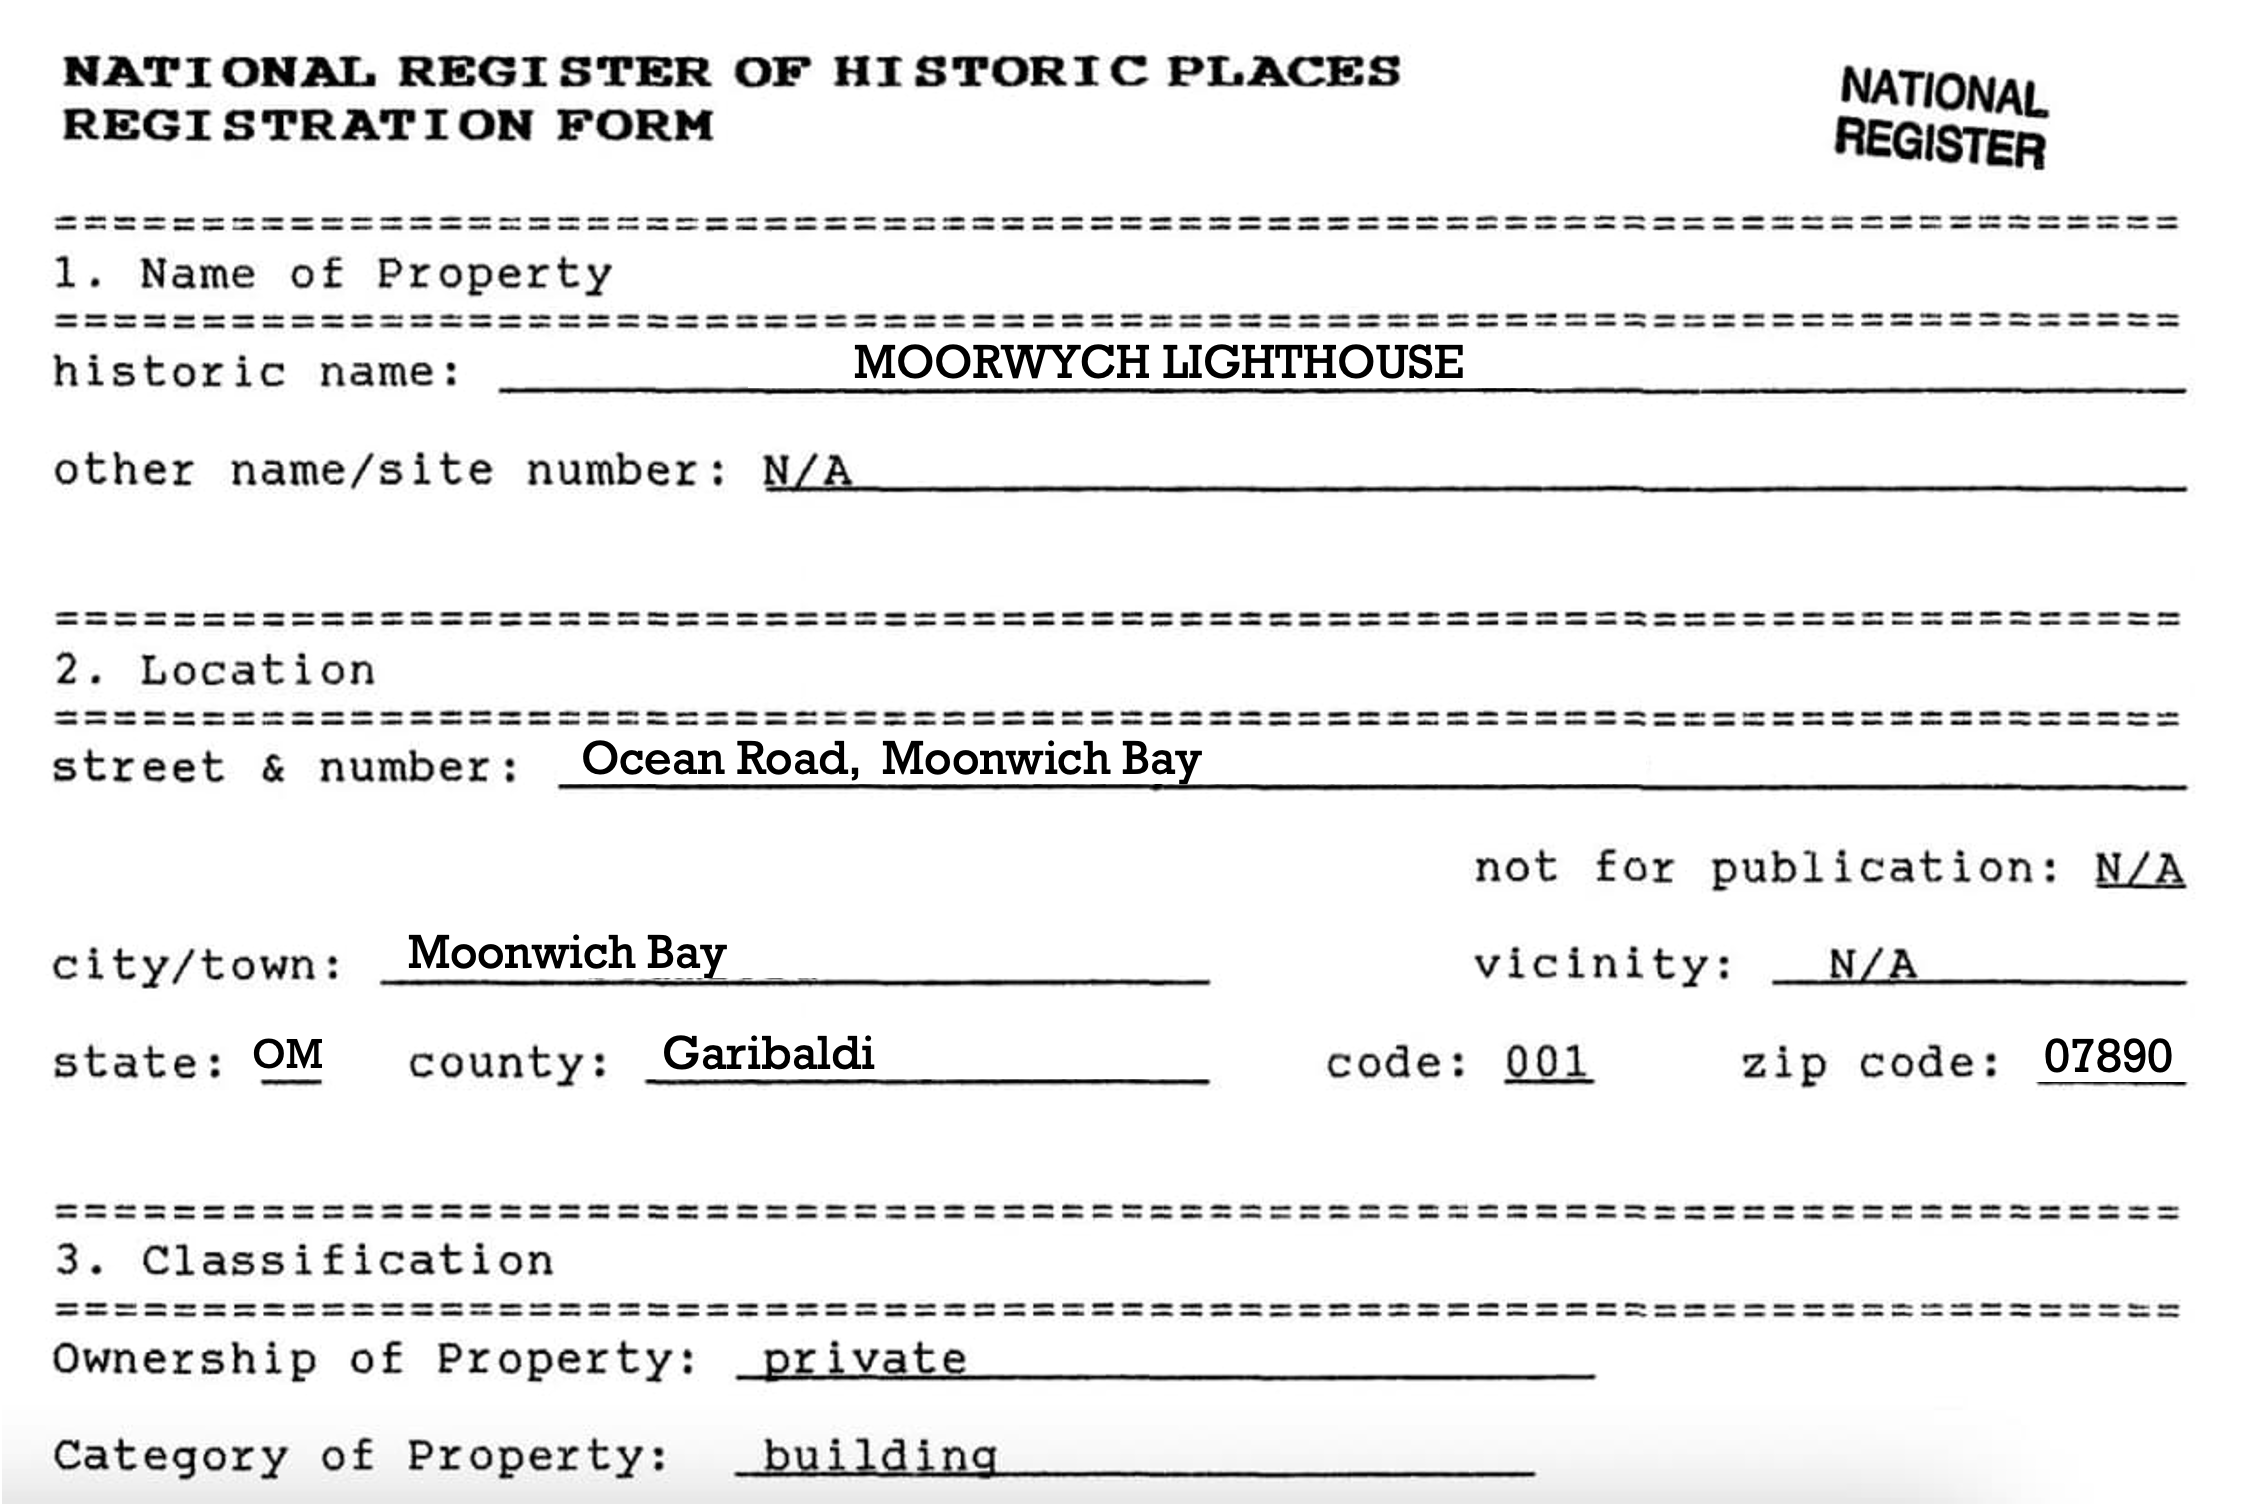 NATIONAL REGISTER OF HISTORIC PLACES
REGISTRATION FORM
NATIONAL
REGISTER
1. Name of Property
historic name: MOORWYCH LIGHTHOUSE
other name/site number: N/A
2. Location
street & number: Ocean Road, Moonwich Bay
not for publication: N/A
city/town: Moonwich Bay vicinity: N/A
state: OM county: Garibaldi code: 001 zip code: 07890
3. Classification
Ownership of Property: private
Category of Property: building